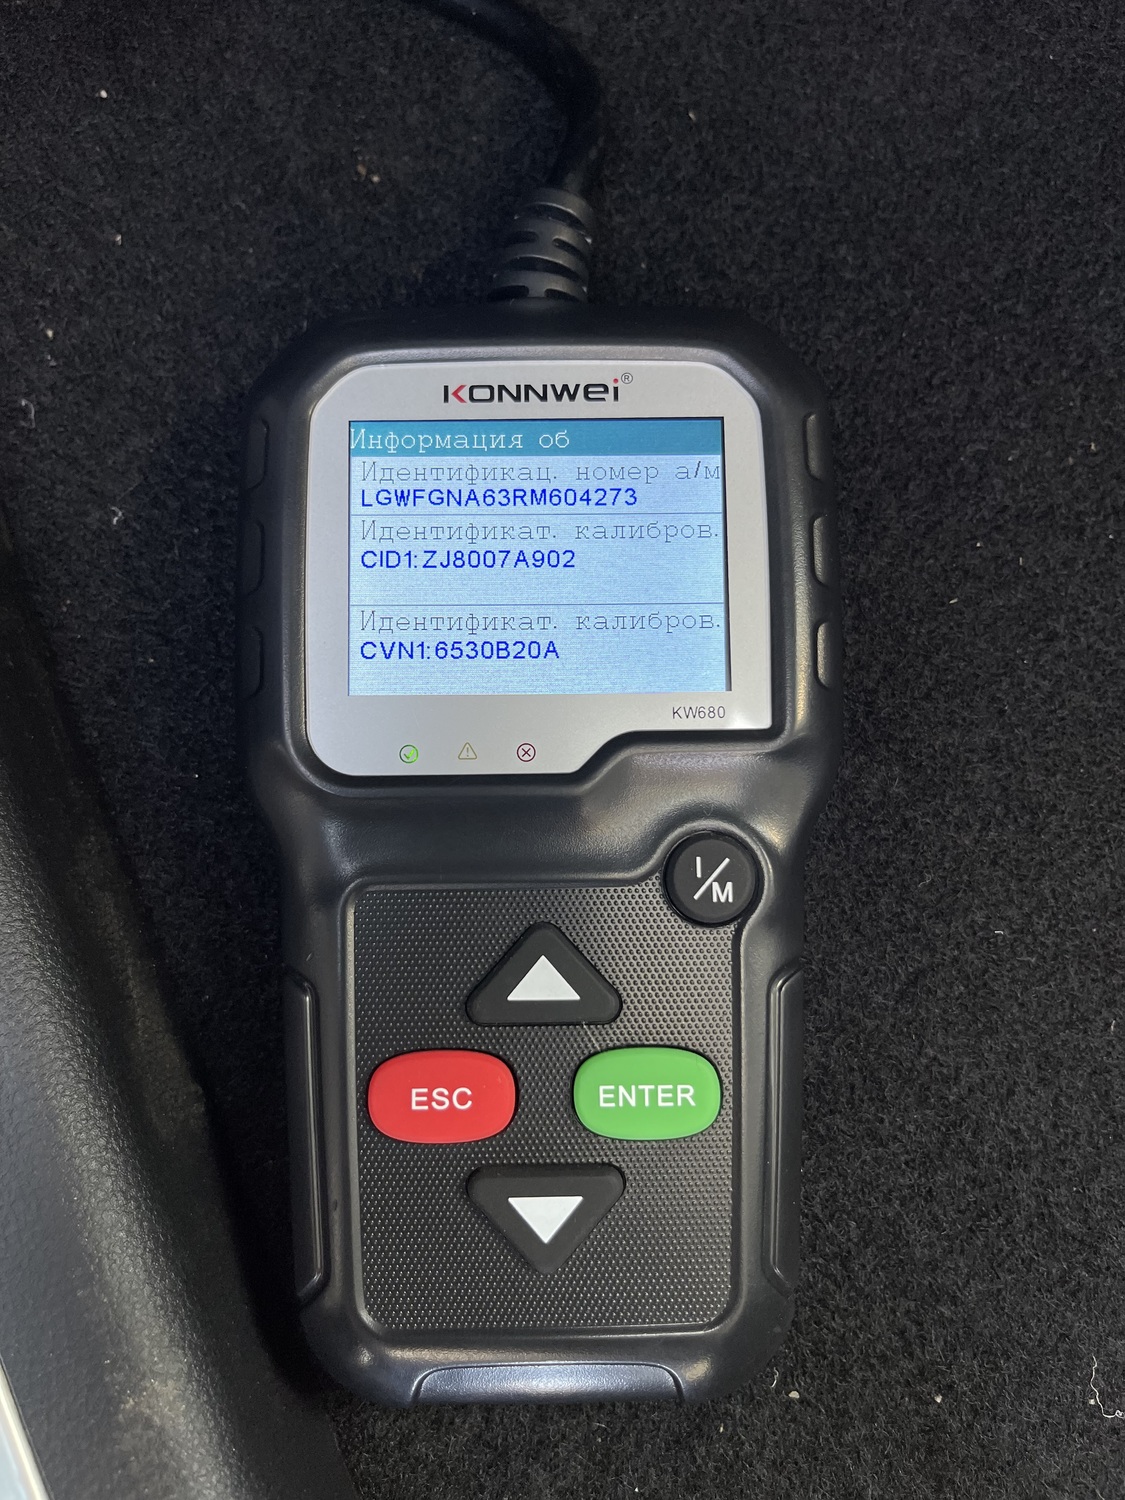 KONNWEI®
Информация об
Идентификац. номер а/м
LGWFGNA63RM604273
Идентификат. калибров.
CID1:ZJ8007A902
Идентификат. калибров.
CVN1:6530B20A
KW680
I/M
ESC
ENTER